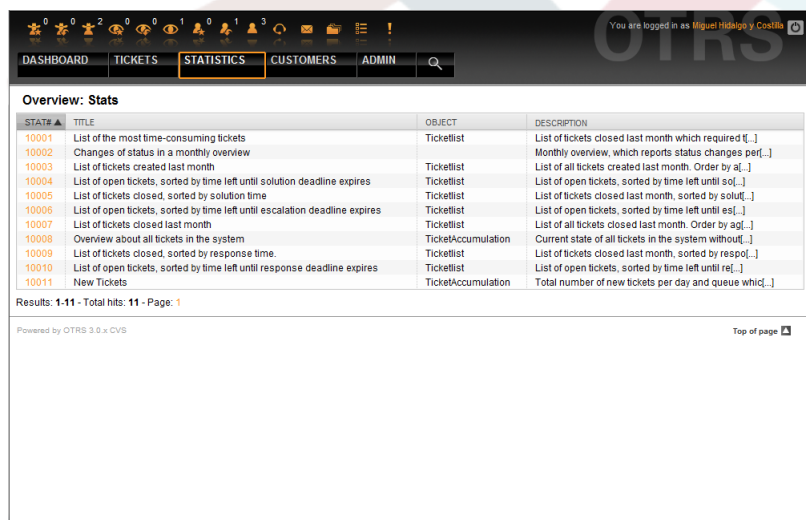 0 0 2 0 0 1 0 1 3
You are logged in as Miguel Hidalgo y Costilla
OTRS
DASHBOARD TICKETS STATISTICS CUSTOMERS ADMIN
Overview: Stats
STAT# TITLE OBJECT DESCRIPTION
10001 List of the most time-consuming tickets Ticketlist List of tickets closed last month which required t[...]
10002 Changes of status in a monthly overview Monthly overview, which reports status changes per[...]
10003 List of tickets created last month Ticketlist List of all tickets created last month. Order by a[...]
10004 List of open tickets, sorted by time left until solution deadline expires Ticketlist List of open tickets, sorted by time left until so[...]
10005 List of tickets closed, sorted by solution time Ticketlist List of tickets closed last month, sorted by solut[...]
10006 List of open tickets, sorted by time left until escalation deadline expires Ticketlist List of open tickets, sorted by time left until es[...]
10007 List of tickets closed last month Ticketlist List of all tickets closed last month. Order by ag[...]
10008 Overview about all tickets in the system TicketAccumulation Current state of all tickets in the system without[...]
10009 List of tickets closed, sorted by response time. Ticketlist List of tickets closed last month, sorted by respo[...]
10010 List of open tickets, sorted by time left until response deadline expires Ticketlist List of open tickets, sorted by time left until re[...]
10011 New Tickets TicketAccumulation Total number of new tickets per day and queue whic[...]
Results: 1-11 - Total hits: 11 - Page: 1
Powered by OTRS 3.0.x CVS
Top of page